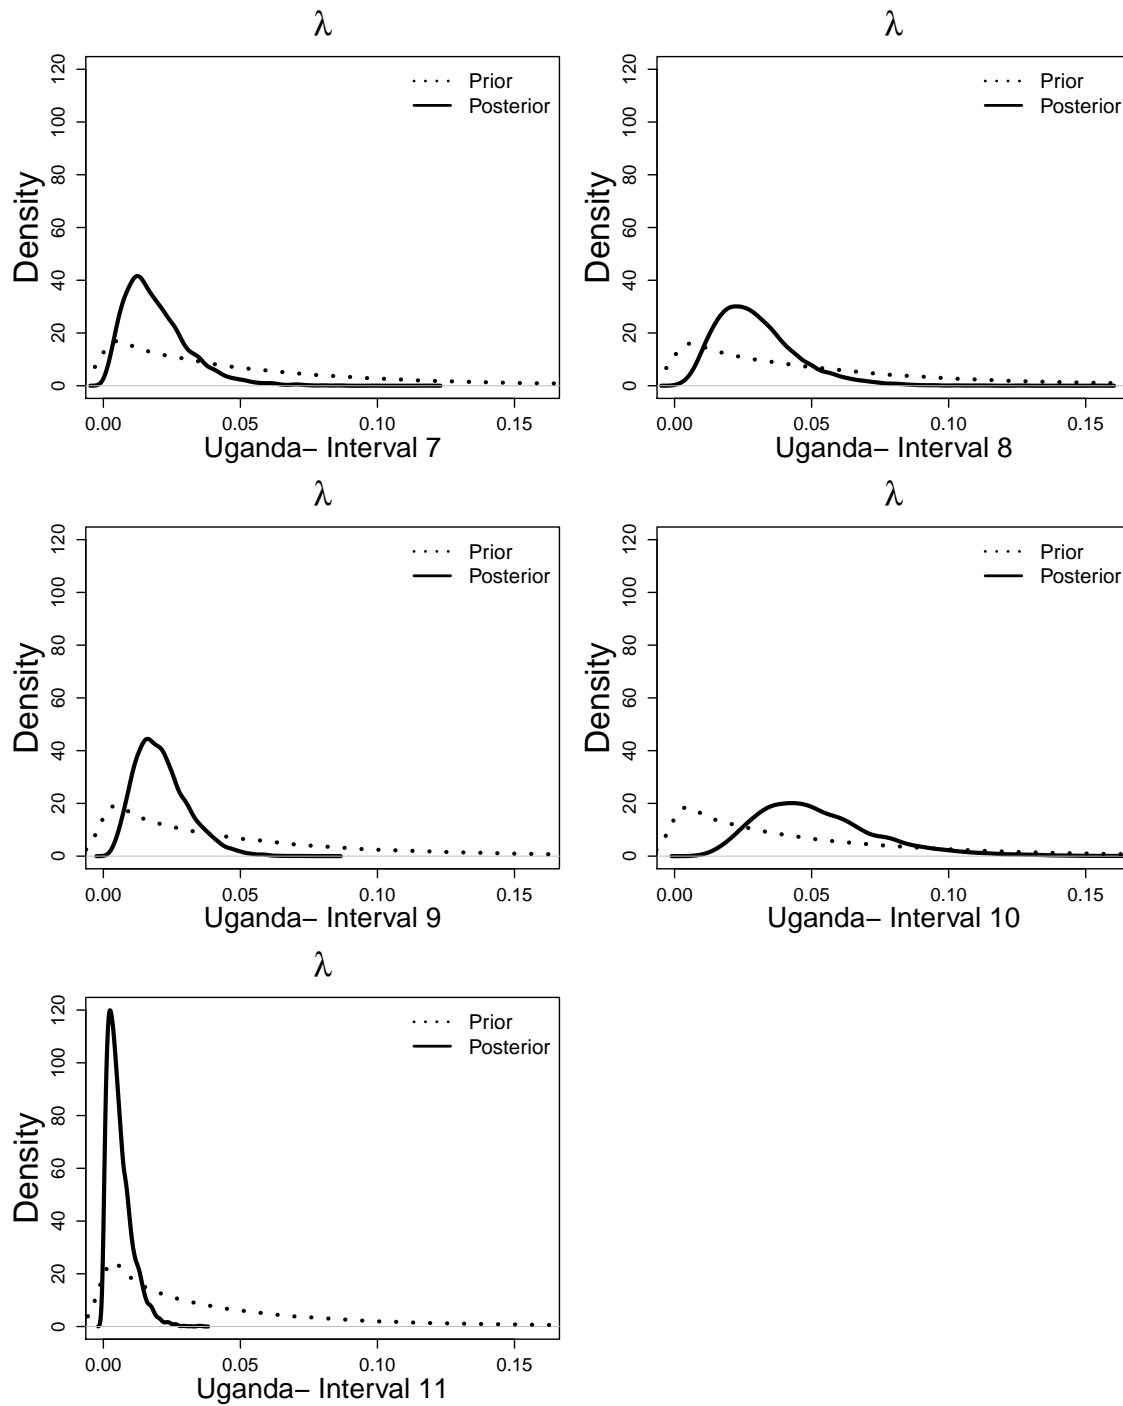 λ
Prior
Posterior
Density
0 20 40 60 80 100 120
0.00 0.05 0.10 0.15
Uganda− Interval 7
λ
Prior
Posterior
Density
0 20 40 60 80 100 120
0.00 0.05 0.10 0.15
Uganda− Interval 8
λ
Prior
Posterior
Density
0 20 40 60 80 100 120
0.00 0.05 0.10 0.15
Uganda− Interval 9
λ
Prior
Posterior
Density
0 20 40 60 80 100 120
0.00 0.05 0.10 0.15
Uganda− Interval 10
λ
Prior
Posterior
Density
0 20 40 60 80 100 120
0.00 0.05 0.10 0.15
Uganda− Interval 11